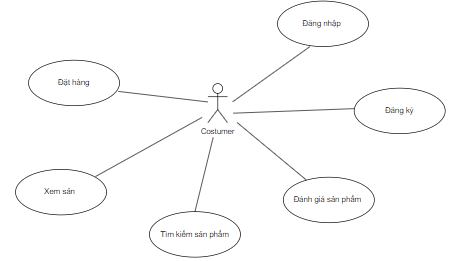 Đăng nhập
Đặt hàng
Đăng ký
Costumer
Xem sản
Đánh giá sản phẩm
Tìm kiếm sản phẩm